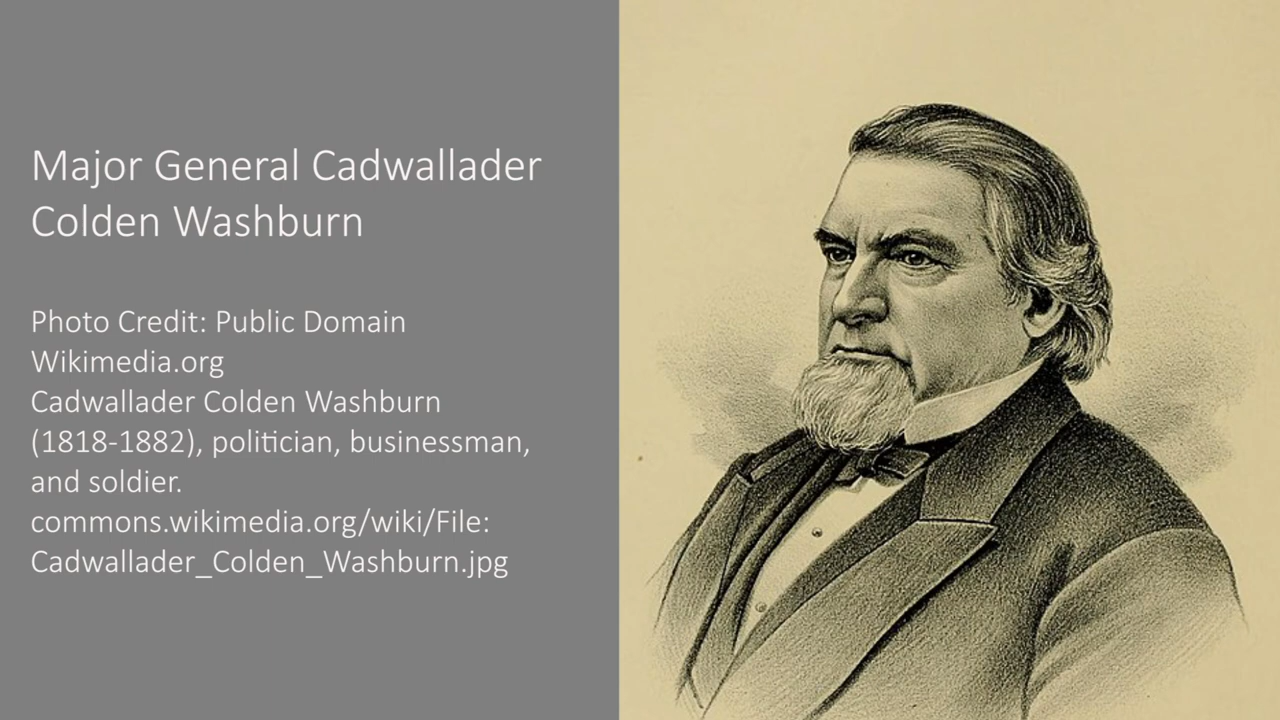 Major General Cadwallader
Colden Washburn
Photo Credit: Public Domain
Wikimedia.org
Cadwallader Colden Washburn
(1818-1882), politician, businessman,
and soldier.
commons.wikimedia.org/wiki/File:
Cadwallader_Colden_Washburn.jpg